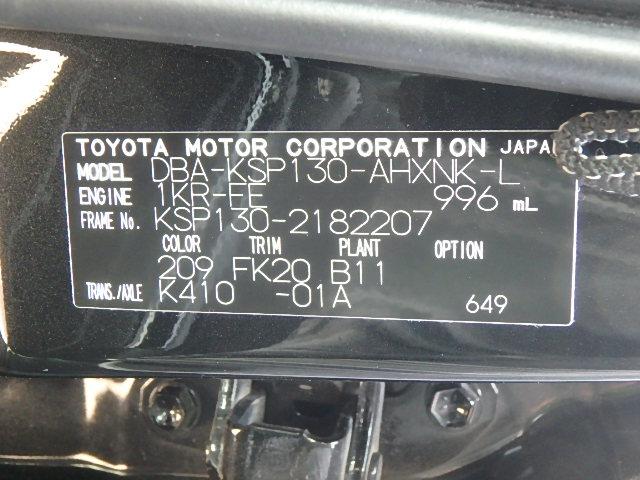 TOYOTA MOTOR CORPORATION JAPAN
MODEL DBA-KSP130-AHXNK-L
ENGINE 1KR-FE 996 mL
FRAME No. KSP130-2182207
COLOR TRIM PLANT OPTION
209 FK20 B11
TRANS./AXLE K410 -01A 649